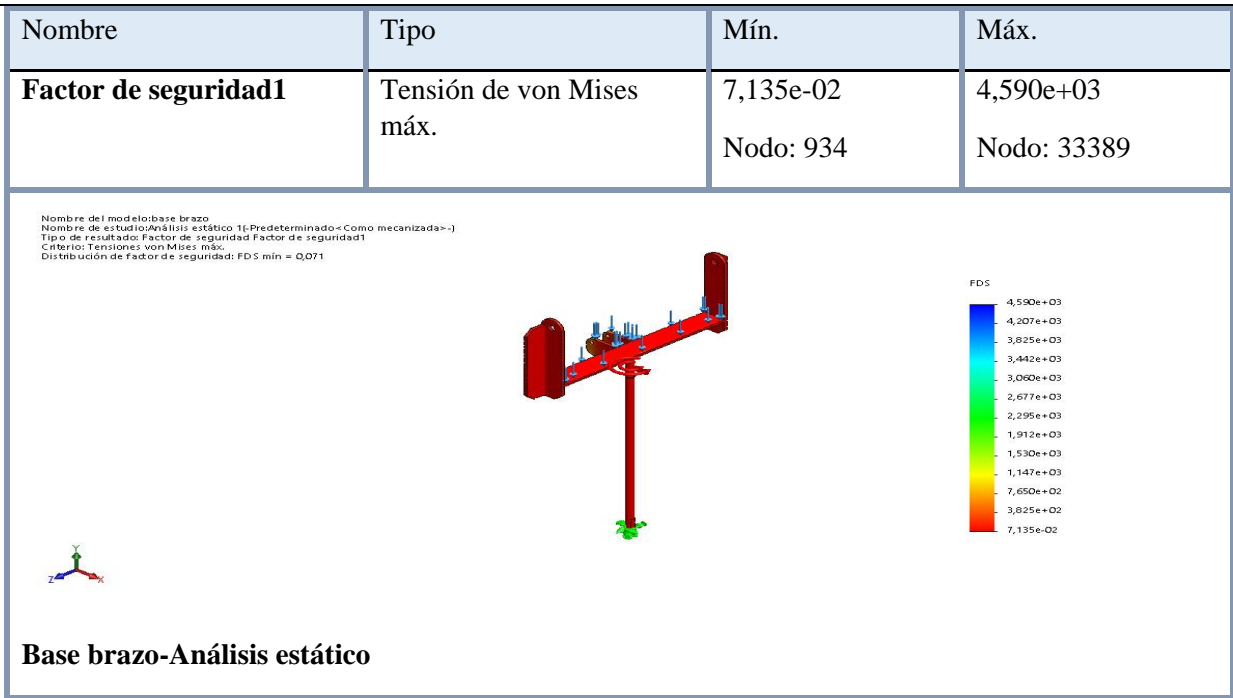 Nombre
Tipo
Mín.
Máx.
Factor de seguridad1
Tensión de von Mises
máx.
7,135e-02
Nodo: 934
4,590e+03
Nodo: 33389
Nombre del modelo:base brazo
Nombre de estudio:Análisis estático 1(-Predeterminado<Como mecanizada>-)
Tipo de resultado: Factor de seguridad Factor de seguridad1
Criterio: Tensiones von Mises máx.
Distribución de factor de seguridad: FDS mín = 0,071
FDS
4,590e+03
4,207e+03
3,825e+03
3,442e+03
3,060e+03
2,677e+03
2,295e+03
1,912e+03
1,530e+03
1,147e+03
7,650e+02
3,825e+02
7,135e-02
Y
Z
X
Base brazo-Análisis estático